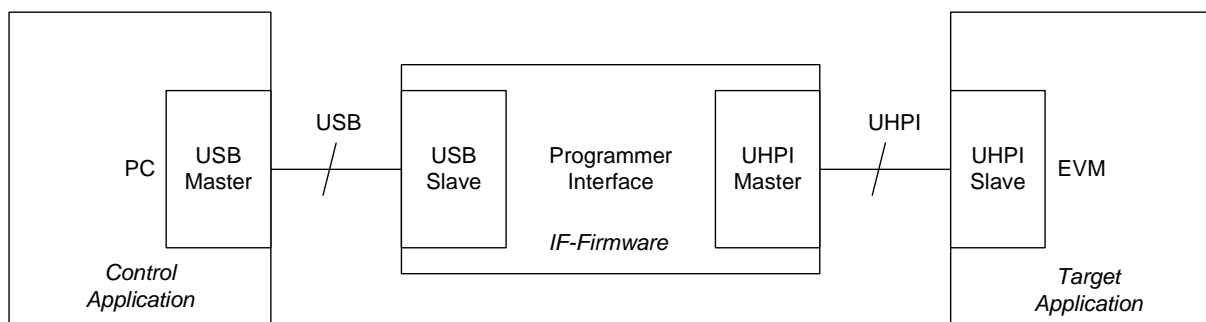 PC
USB
Master
Control
Application
USB
USB
Slave
Programmer
Interface
IF-Firmware
UHPI
Master
UHPI
UHPI
Slave
EVM
Target
Application